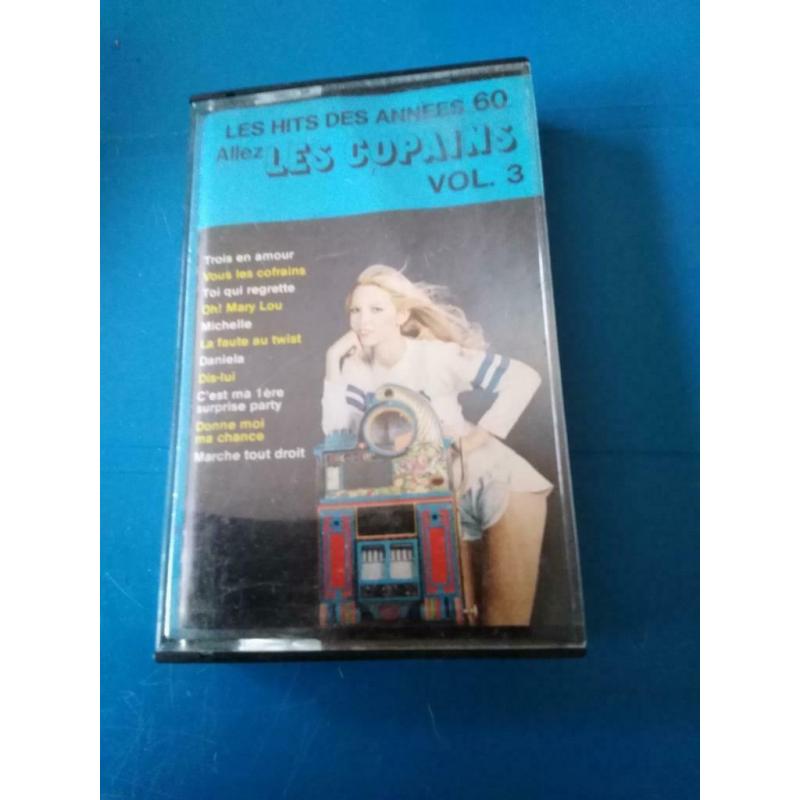 LES HITS DES ANNEES 60
Allez LES COPAINS
VOL. 3
Trois en amour
Vous les cofrains
Toi qui regrette
Oh! Mary Lou
Michelle
La faute au twist
Daniela
Dis-lui
C'est ma 1ère
surprise party
Donne moi
ma chance
Marche tout droit